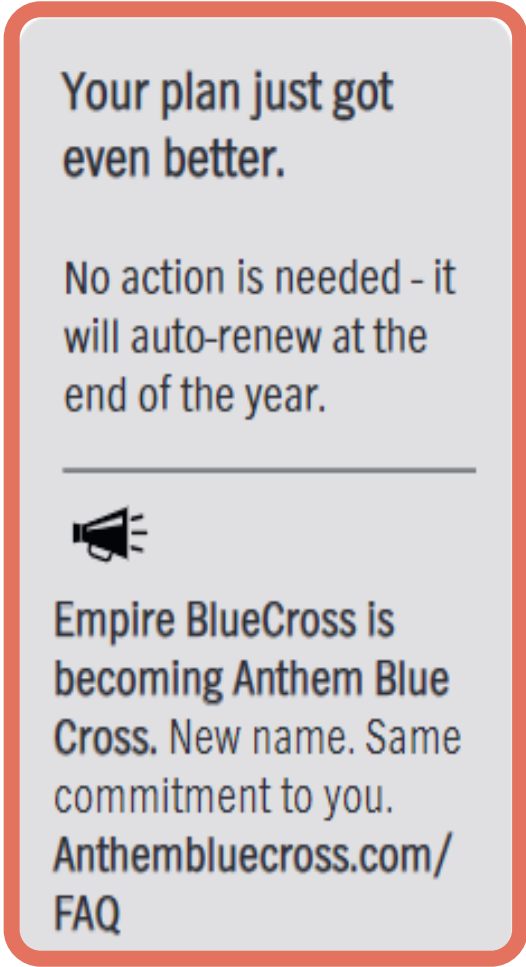 Your plan just got
even better.
No action is needed - it
will auto-renew at the
end of the year.
Empire BlueCross is
becoming Anthem Blue
Cross. New name. Same
commitment to you.
Anthembluecross.com/
FAQ